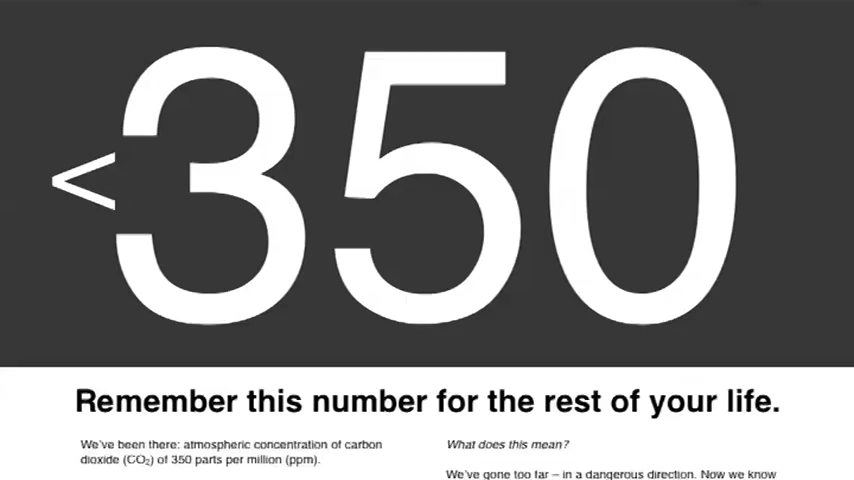 <350
Remember this number for the rest of your life.
We've been there: atmospheric concentration of carbon
dioxide (CO₂) of 350 parts per million (ppm).
What does this mean?
We've gone too far – in a dangerous direction. Now we know